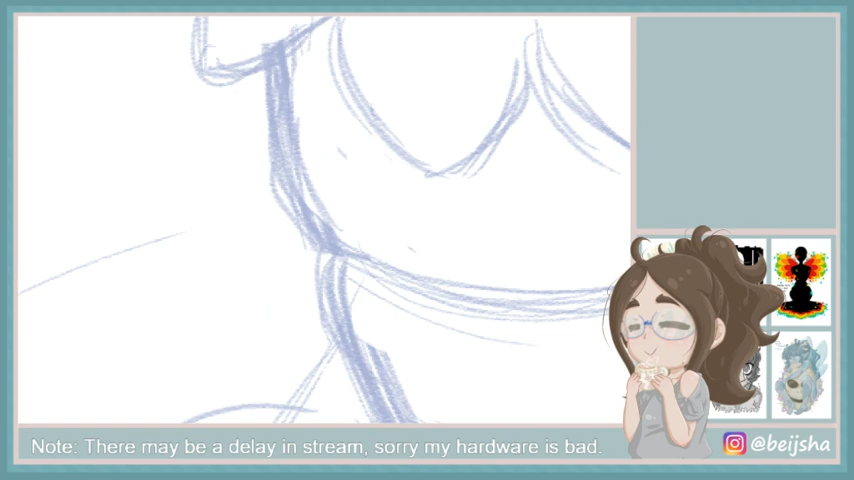 Note: There may be a delay in stream, sorry my hardware is bad.
@beijsha